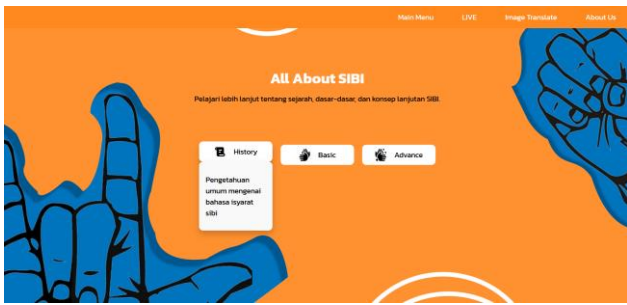 Main Menu LIVE Image Translate About Us
All About SIBI
Pelajari lebih lanjut tentang sejarah, dasar-dasar, dan konsep lanjutan SIBI.
History Basic Advance
Pengetahuan
umum mengenai
bahasa isyarat
sibi